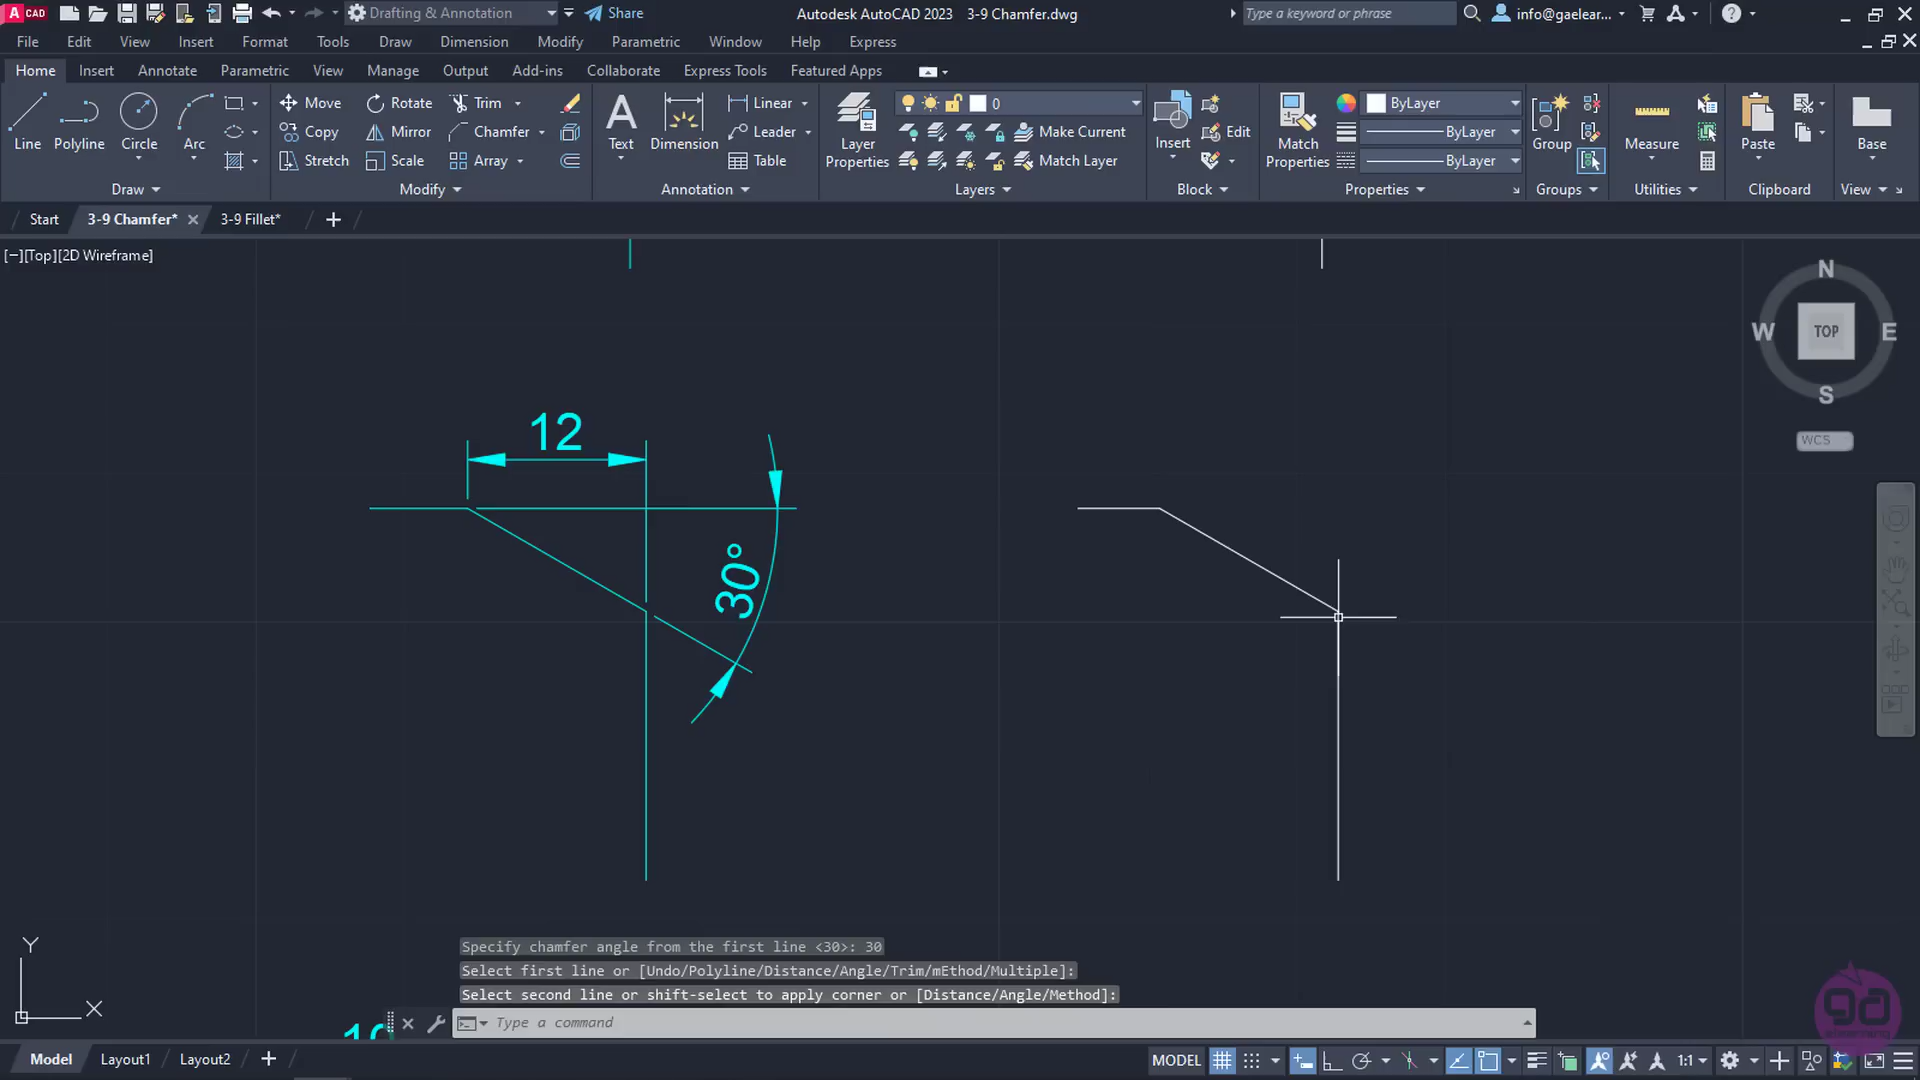 CAD
Drafting & Annotation
Share
Autodesk AutoCAD 2023 3-9 Chamfer.dwg
Type a keyword or phrase
info@gaelear...
File Edit View Insert Format Tools Draw Dimension Modify Parametric Window Help Express
Home Insert Annotate Parametric View Manage Output Add-ins Collaborate Express Tools Featured Apps
Move Rotate Trim Linear 0 ByLayer
Copy Mirror Chamfer Leader Make Current Edit ByLayer
Line Polyline Circle Arc Text Dimension Layer Properties Insert Match Properties Group Measure Paste Base
Stretch Scale Array Table Match Layer ByLayer
Draw Modify Annotation Layers Block Properties Groups Utilities Clipboard View
Start 3-9 Chamfer* 3-9 Fillet*
[−][Top][2D Wireframe]
N
W TOP E
S
WCS
12
30°
Y
X
Specify chamfer angle from the first line <30>: 30
Select first line or [Undo/Polyline/Distance/Angle/Trim/mEthod/Multiple]:
Select second line or shift-select to apply corner or [Distance/Angle/Method]:
Type a command
ga
Model Layout1 Layout2
MODEL 1:1